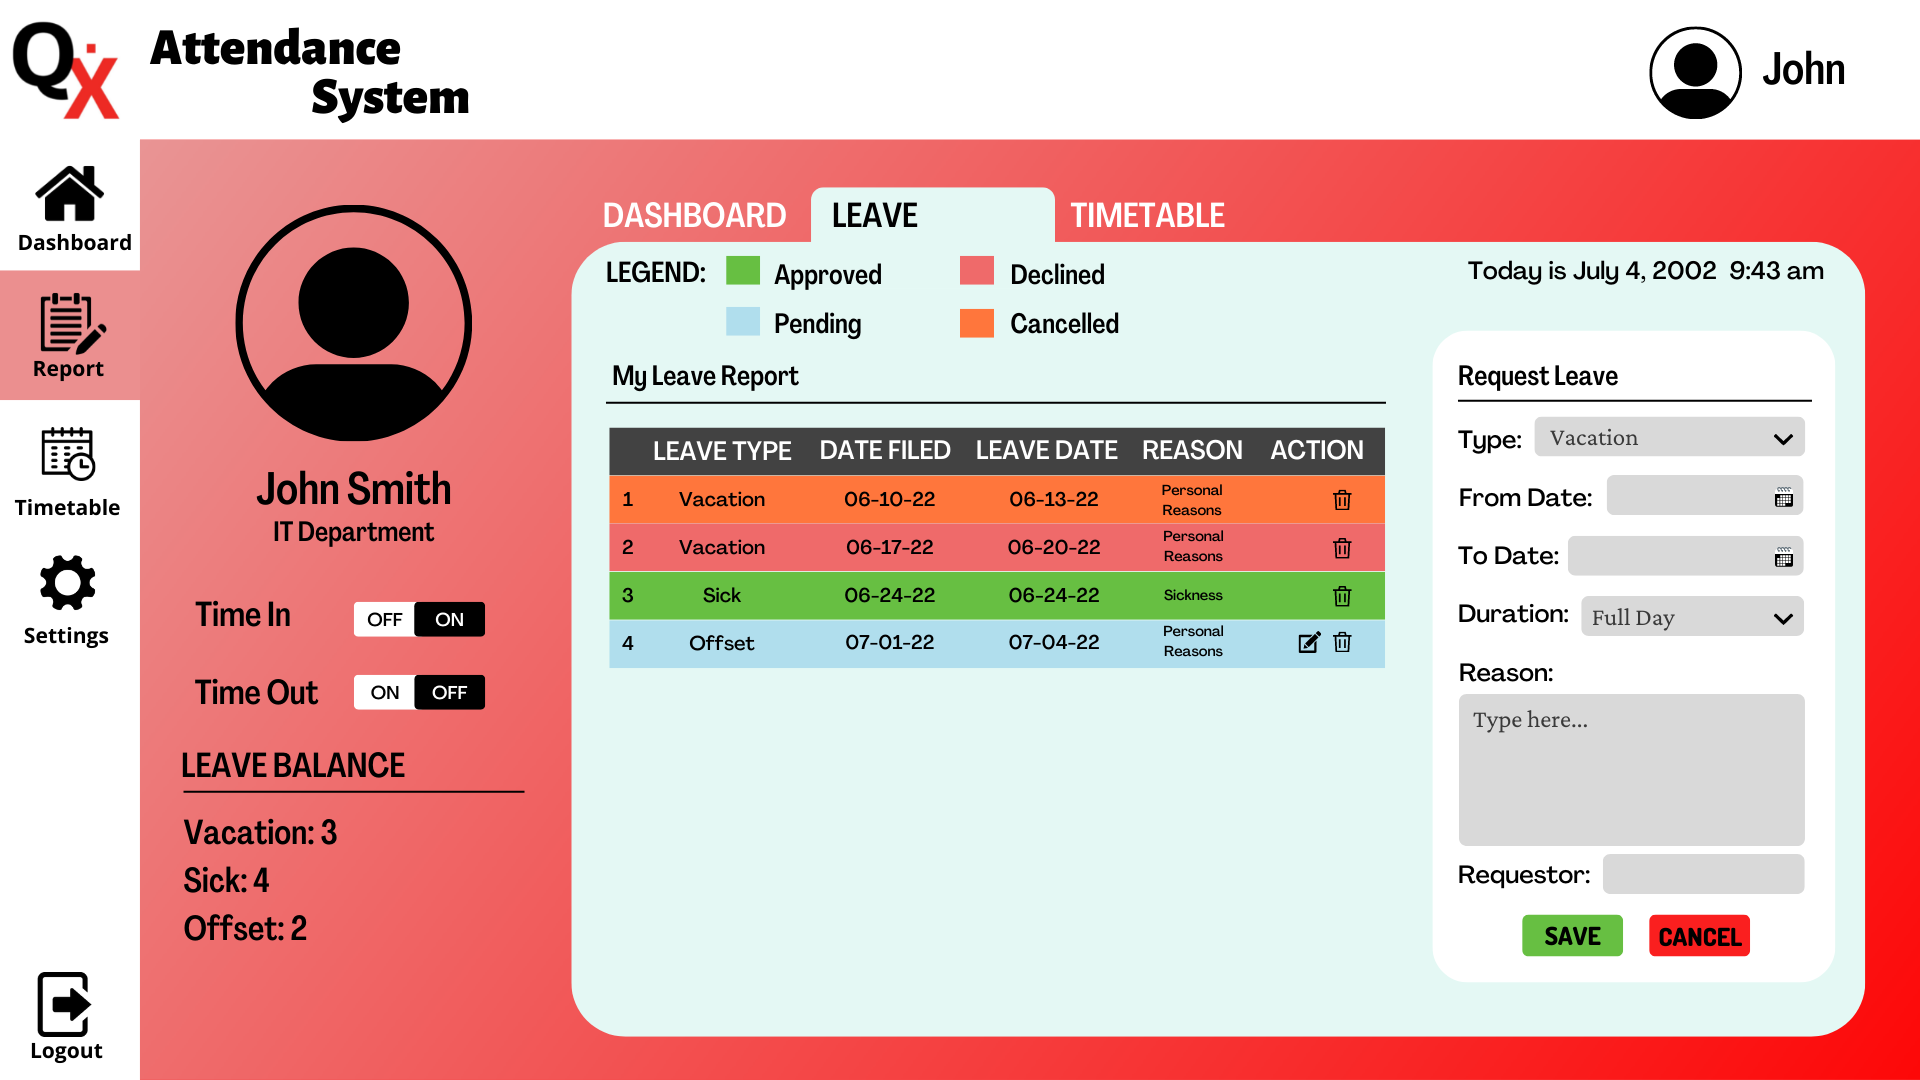 QX
Attendance
System
John
Dashboard
Report
Timetable
Settings
Logout
John Smith
IT Department
Time In
OFF ON
Time Out
ON OFF
LEAVE BALANCE
Vacation: 3
Sick: 4
Offset: 2
DASHBOARD LEAVE TIMETABLE
LEGEND: Approved Declined
Pending Cancelled
Today is July 4, 2002 9:43 am
My Leave Report
LEAVE TYPE DATE FILED LEAVE DATE REASON ACTION
1 Vacation 06-10-22 06-13-22 Personal
Reasons
2 Vacation 06-17-22 06-20-22 Personal
Reasons
3 Sick 06-24-22 06-24-22 Sickness
4 Offset 07-01-22 07-04-22 Personal
Reasons
Request Leave
Type: Vacation
From Date:
To Date:
Duration: Full Day
Reason:
Type here...
Requestor:
SAVE CANCEL